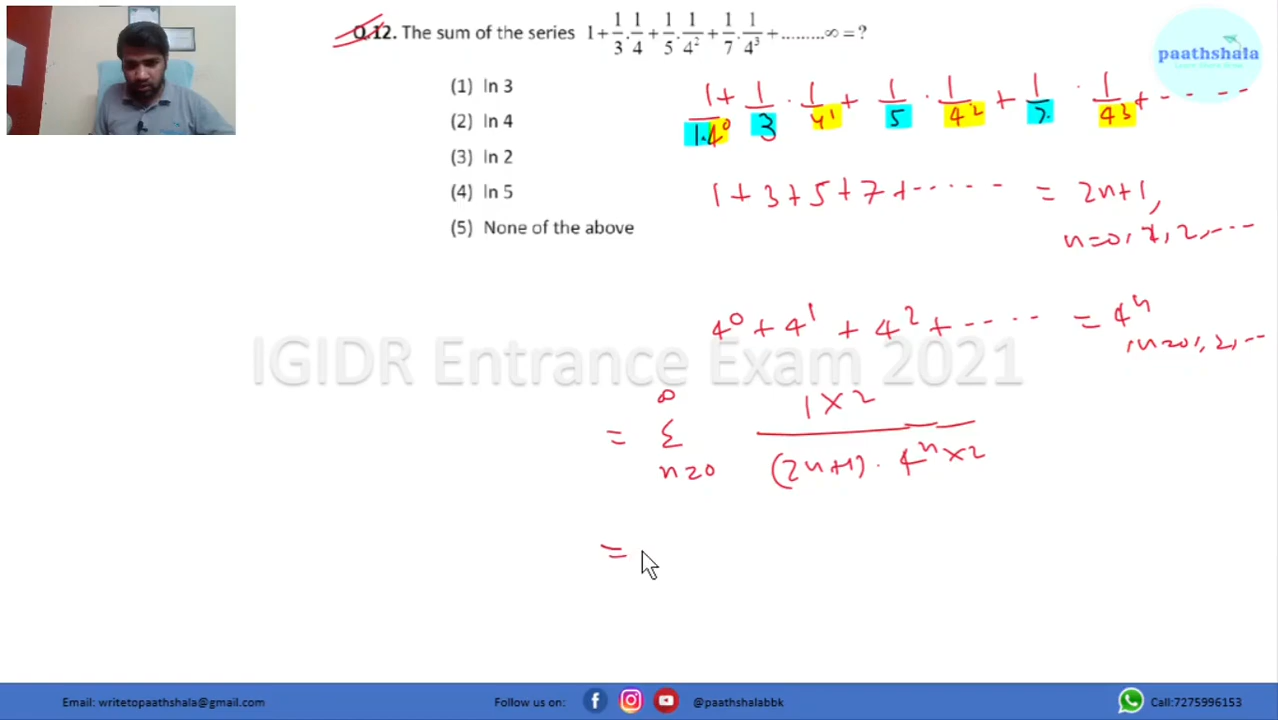 Q.12. The sum of the series 1+1/3.1/4+1/5.1/4²+1/7.1/4³+.........∞=?
(1) ln 3
(2) ln 4
(3) ln 2
(4) ln 5
(5) None of the above
paathshala
1/1.4⁰ + 1/3 · 1/4¹ + 1/5 · 1/4² + 1/7 · 1/4³ + ------
1+3+5+7+------ = 2n+1,
n=0,1,2,---
4⁰+4¹+4²+------ = 4ⁿ
,n=0,1,2,---
IGIDR Entrance Exam 2021
= ∞ Σ n=0 1×2/(2n+1).4ⁿ×2
=
Email: writetopaathshala@gmail.com
Follow us on:
@paathshalabbk
Call:7275996153